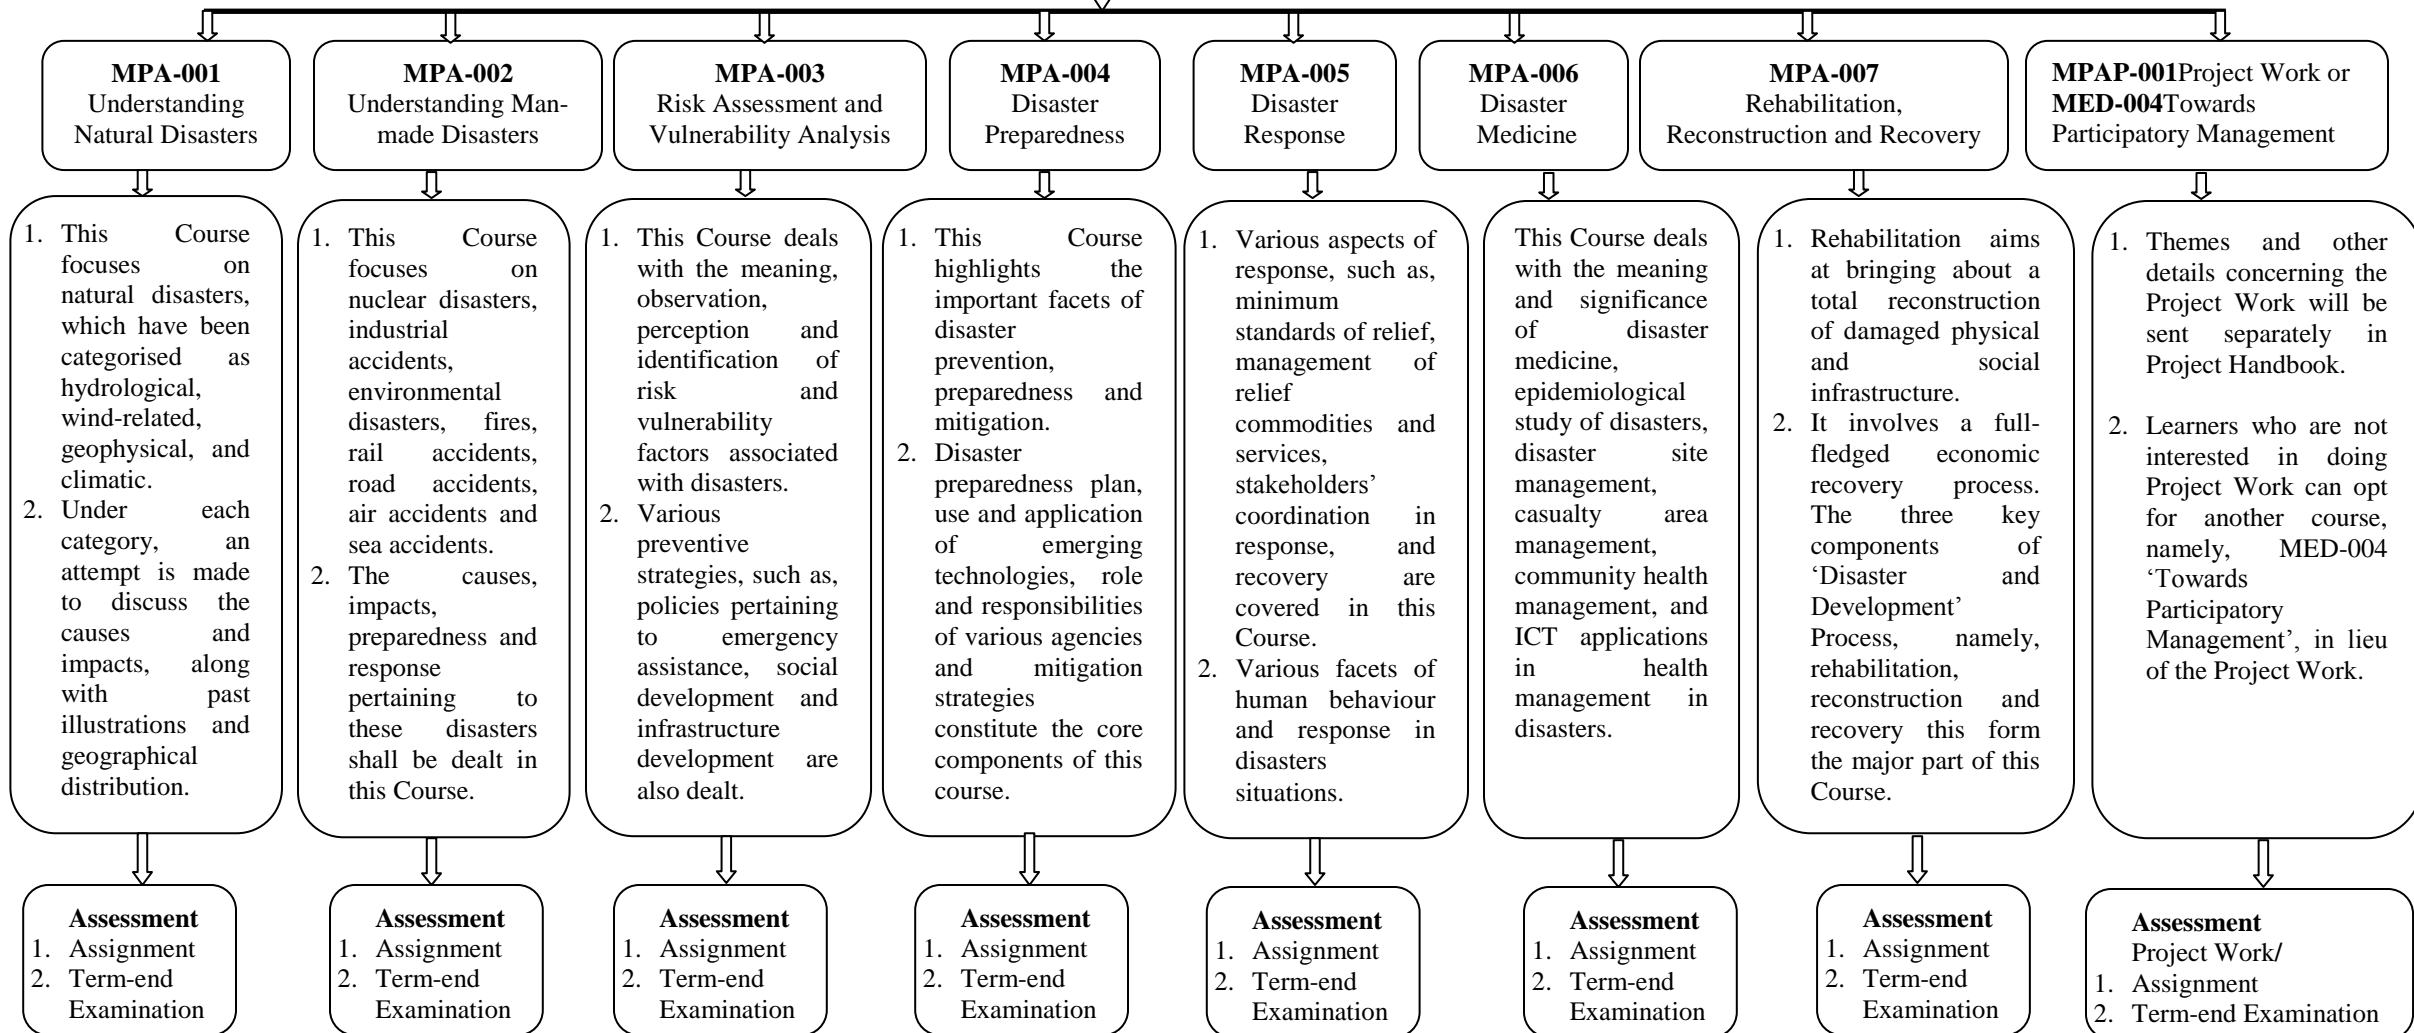 MPA-001
Understanding
Natural Disasters
MPA-002
Understanding Man-
made Disasters
MPA-003
Risk Assessment and
Vulnerability Analysis
MPA-004
Disaster
Preparedness
MPA-005
Disaster
Response
MPA-006
Disaster
Medicine
MPA-007
Rehabilitation,
Reconstruction and Recovery
MPAP-001Project Work or
MED-004Towards
Participatory Management
1. This Course
focuses on
natural disasters,
which have been
categorised as
hydrological,
wind-related,
geophysical, and
climatic.
2. Under each
category, an
attempt is made
to discuss the
causes and
impacts, along
with past
illustrations and
geographical
distribution.
1. This Course
focuses on
nuclear disasters,
industrial
accidents,
environmental
disasters, fires,
rail accidents,
road accidents,
air accidents and
sea accidents.
2. The causes,
impacts,
preparedness and
response
pertaining to
these disasters
shall be dealt in
this Course.
1. This Course deals
with the meaning,
observation,
perception and
identification of
risk and
vulnerability
factors associated
with disasters.
2. Various
preventive
strategies, such as,
policies pertaining
to emergency
assistance, social
development and
infrastructure
development are
also dealt.
1. This Course
highlights the
important facets of
disaster
prevention,
preparedness and
mitigation.
2. Disaster
preparedness plan,
use and application
of emerging
technologies, role
and responsibilities
of various agencies
and mitigation
strategies
constitute the core
components of this
course.
1. Various aspects of
response, such as,
minimum
standards of relief,
management of
relief
commodities and
services,
stakeholders’
coordination in
response, and
recovery are
covered in this
Course.
2. Various facets of
human behaviour
and response in
disasters
situations.
This Course deals
with the meaning
and significance
of disaster
medicine,
epidemiological
study of disasters,
disaster site
management,
casualty area
management,
community health
management, and
ICT applications
in health
management in
disasters.
1. Rehabilitation aims
at bringing about a
total reconstruction
of damaged physical
and social
infrastructure.
2. It involves a full-
fledged economic
recovery process.
The three key
components of
‘Disaster and
Development’
Process, namely,
rehabilitation,
reconstruction and
recovery this form
the major part of this
Course.
1. Themes and other
details concerning the
Project Work will be
sent separately in
Project Handbook.
2. Learners who are not
interested in doing
Project Work can opt
for another course,
namely, MED-004
‘Towards
Participatory
Management’, in lieu
of the Project Work.
Assessment
1. Assignment
2. Term-end
Examination
Assessment
1. Assignment
2. Term-end
Examination
Assessment
1. Assignment
2. Term-end
Examination
Assessment
1. Assignment
2. Term-end
Examination
Assessment
1. Assignment
2. Term-end
Examination
Assessment
1. Assignment
2. Term-end
Examination
Assessment
1. Assignment
2. Term-end
Examination
Assessment
Project Work/
1. Assignment
2. Term-end Examination